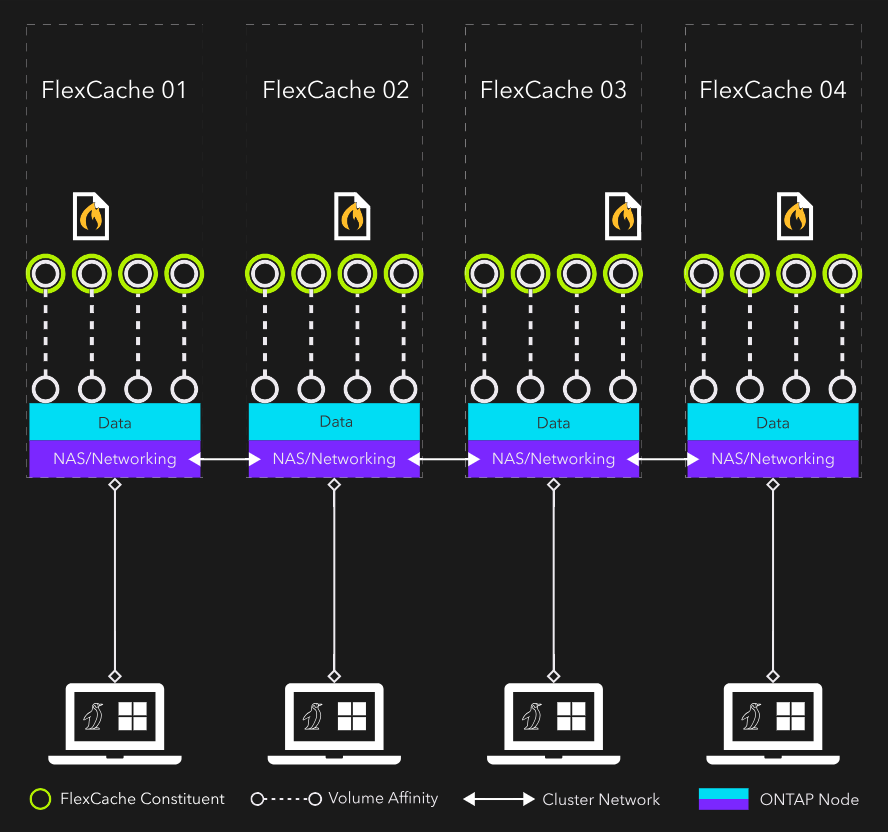 FlexCache 01
FlexCache 02
FlexCache 03
FlexCache 04
Data
Data
Data
Data
NAS/Networking
NAS/Networking
NAS/Networking
NAS/Networking
FlexCache Constituent
Volume Affinity
Cluster Network
ONTAP Node